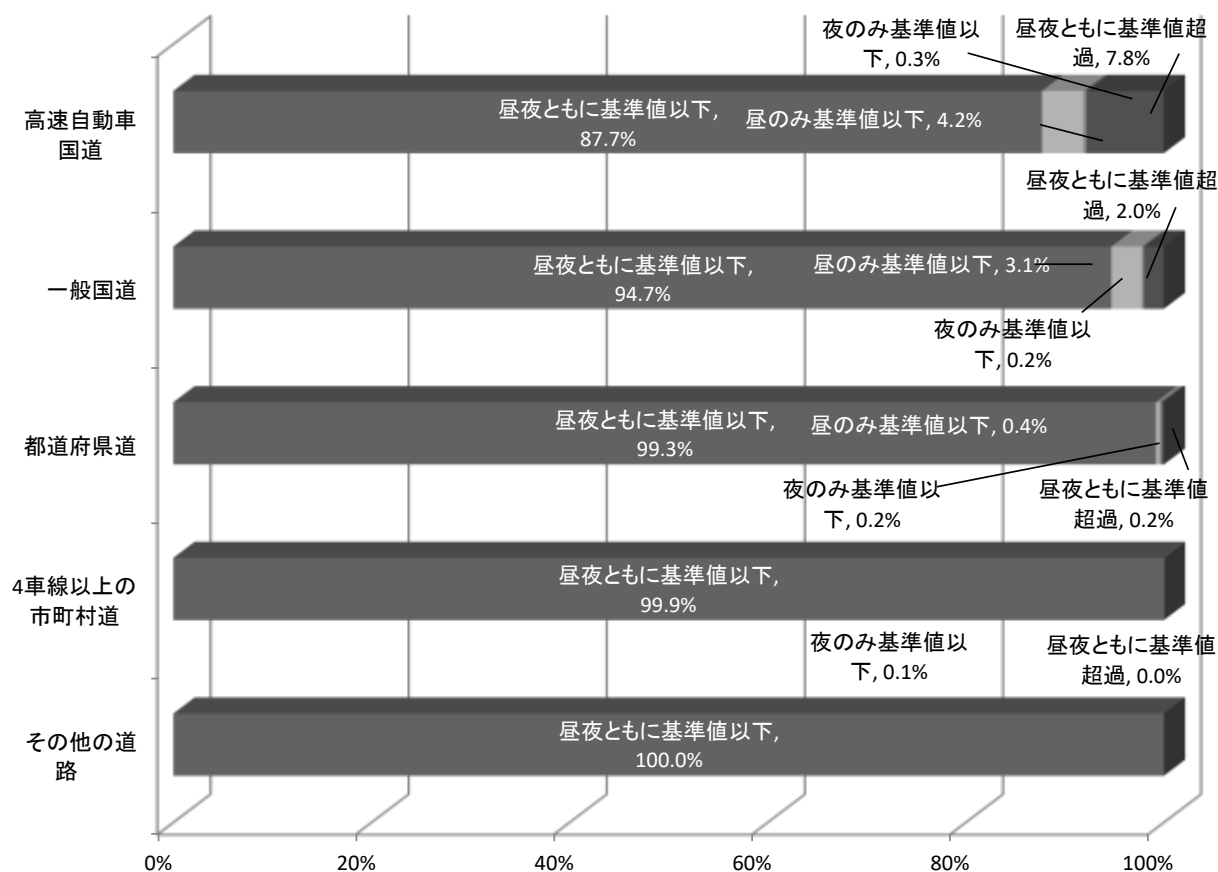 夜のみ基準値以
下, 0.3%
昼夜ともに基準値超
過, 7.8%
高速自動車
国道
昼夜ともに基準値以下,
87.7%
昼のみ基準値以下, 4.2%
昼夜ともに基準値超
過, 2.0%
一般国道
昼夜ともに基準値以下,
94.7%
昼のみ基準値以下, 3.1%
夜のみ基準値以
下, 0.2%
都道府県道
昼夜ともに基準値以下,
99.3%
昼のみ基準値以下, 0.4%
夜のみ基準値以
下, 0.2%
昼夜ともに基準値
超過, 0.2%
4車線以上の
市町村道
昼夜ともに基準値以下,
99.9%
夜のみ基準値以
下, 0.1%
昼夜ともに基準値
超過, 0.0%
その他の道
路
昼夜ともに基準値以下,
100.0%
0%
20%
40%
60%
80%
100%